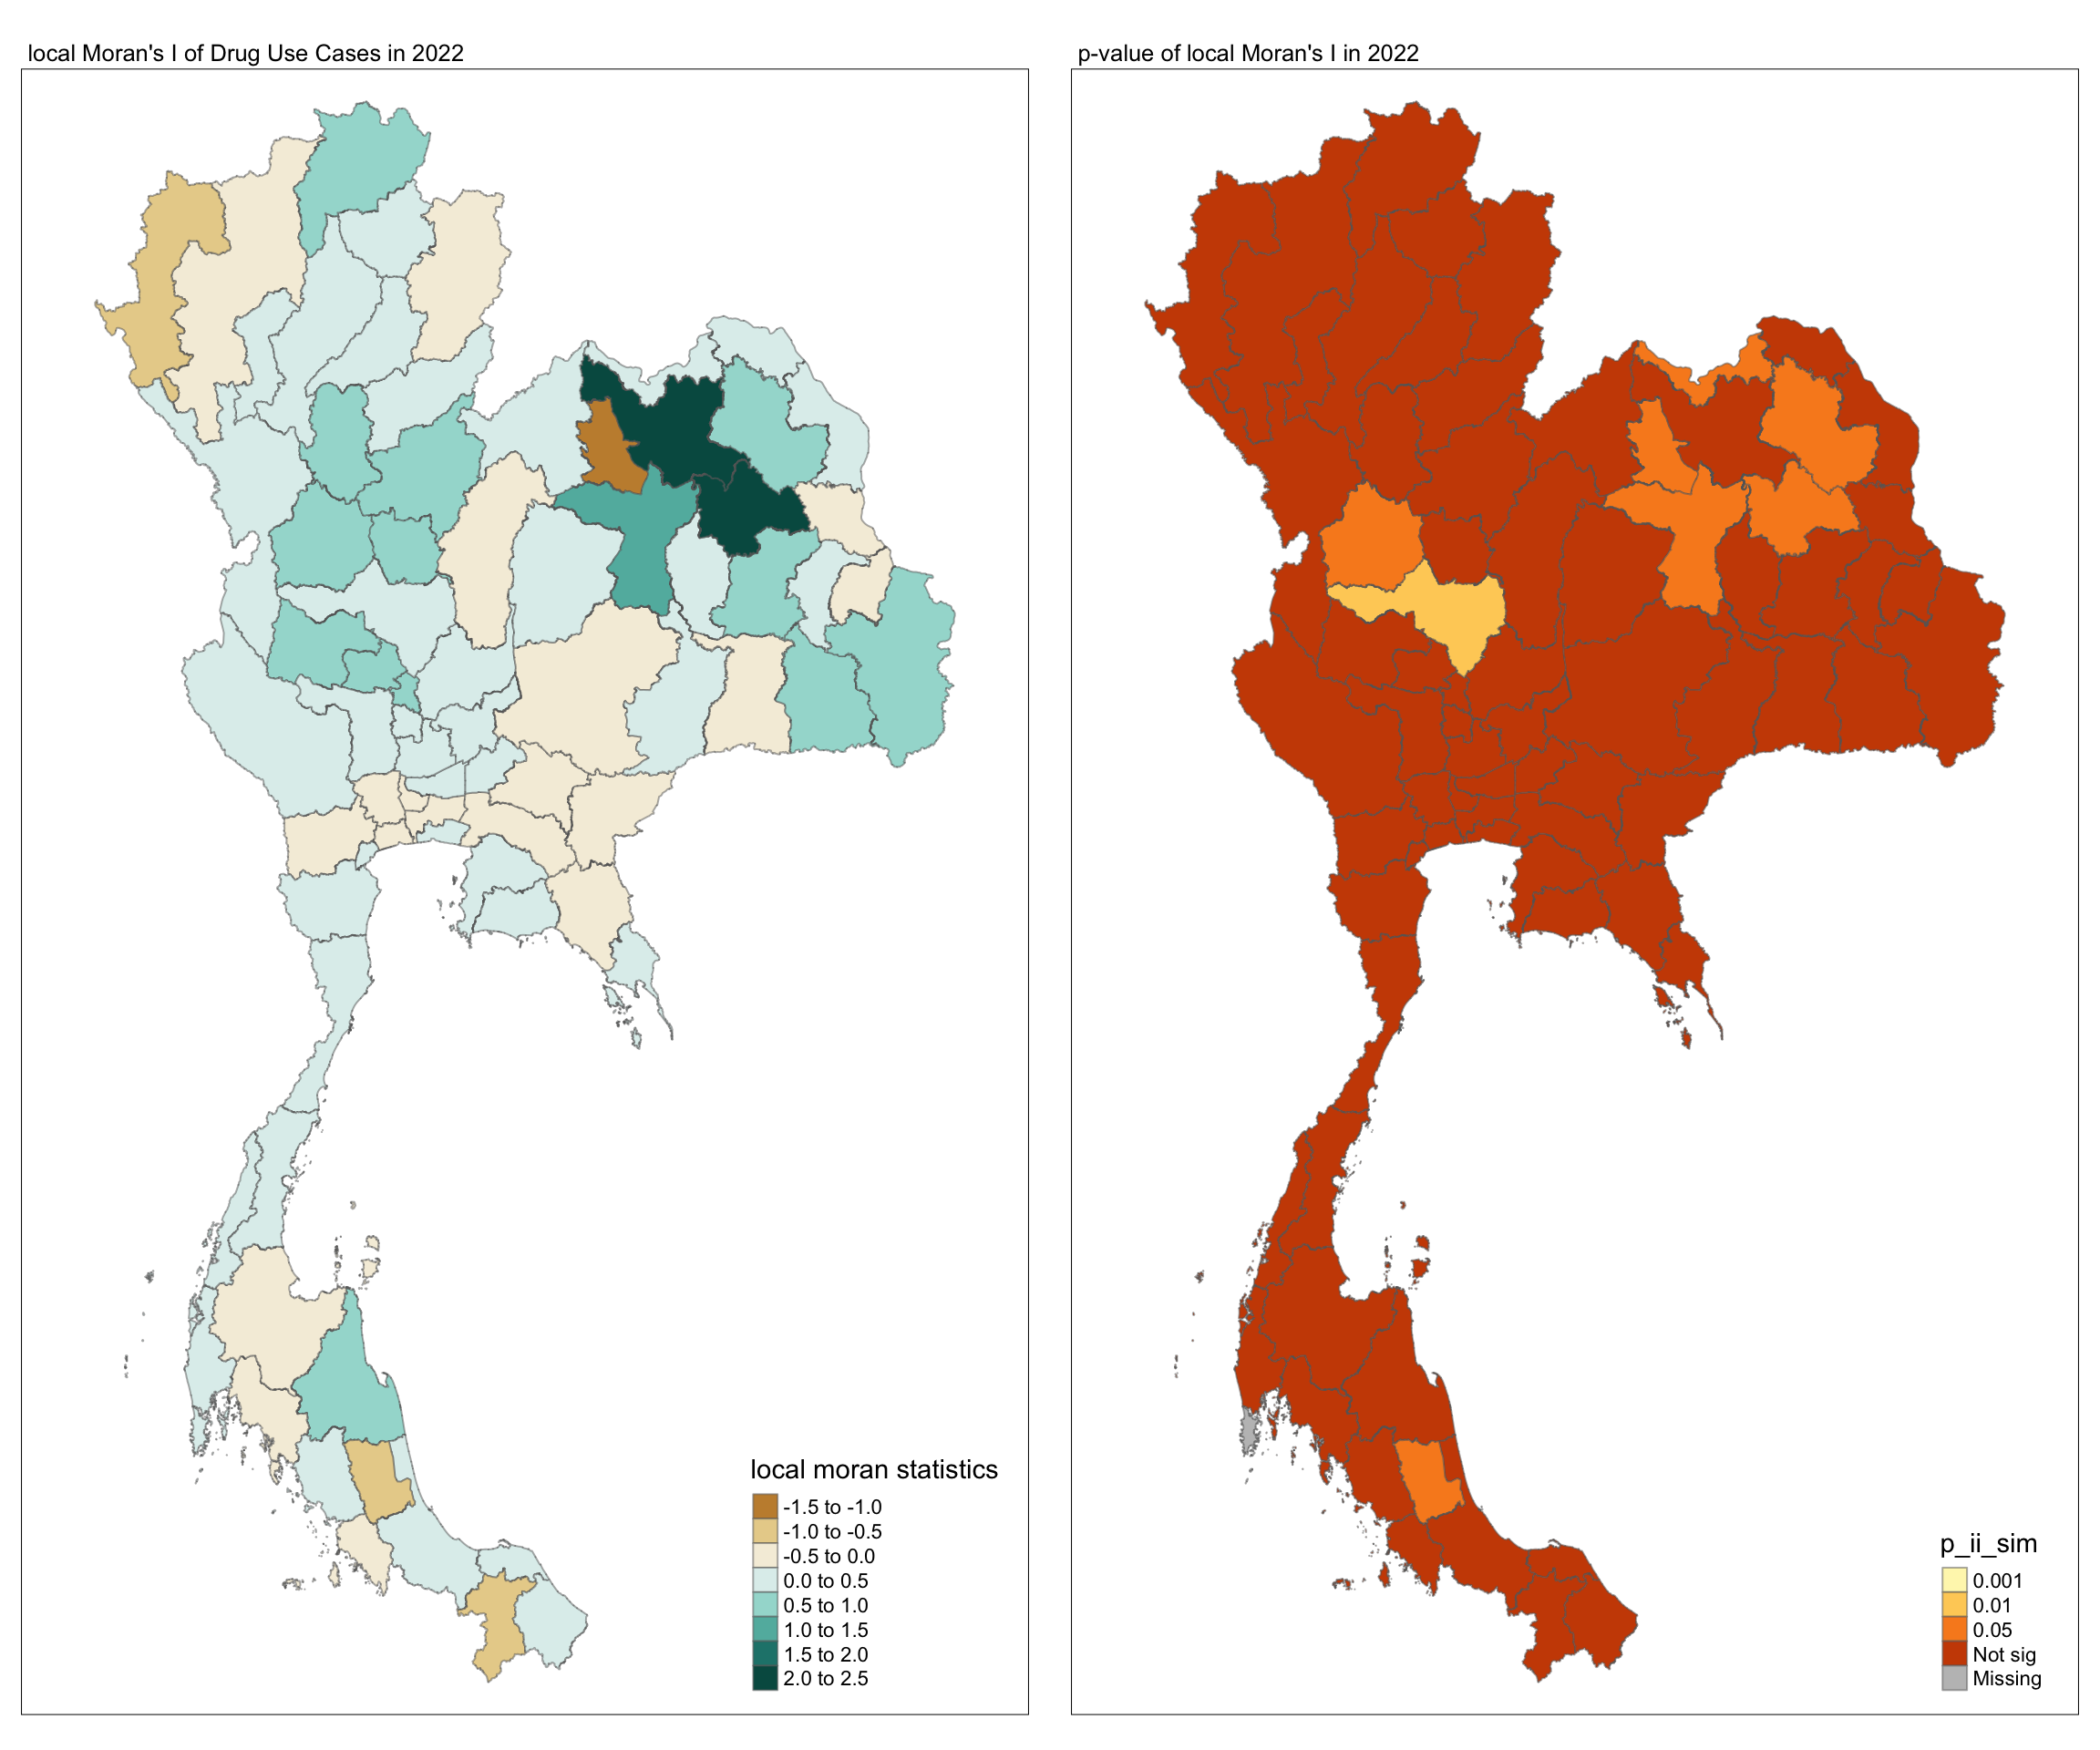 local Moran's I of Drug Use Cases in 2022
local moran statistics
-1.5 to -1.0
-1.0 to -0.5
-0.5 to 0.0
0.0 to 0.5
0.5 to 1.0
1.0 to 1.5
1.5 to 2.0
2.0 to 2.5
p-value of local Moran's I in 2022
p_ii_sim
0.001
0.01
0.05
Not sig
Missing